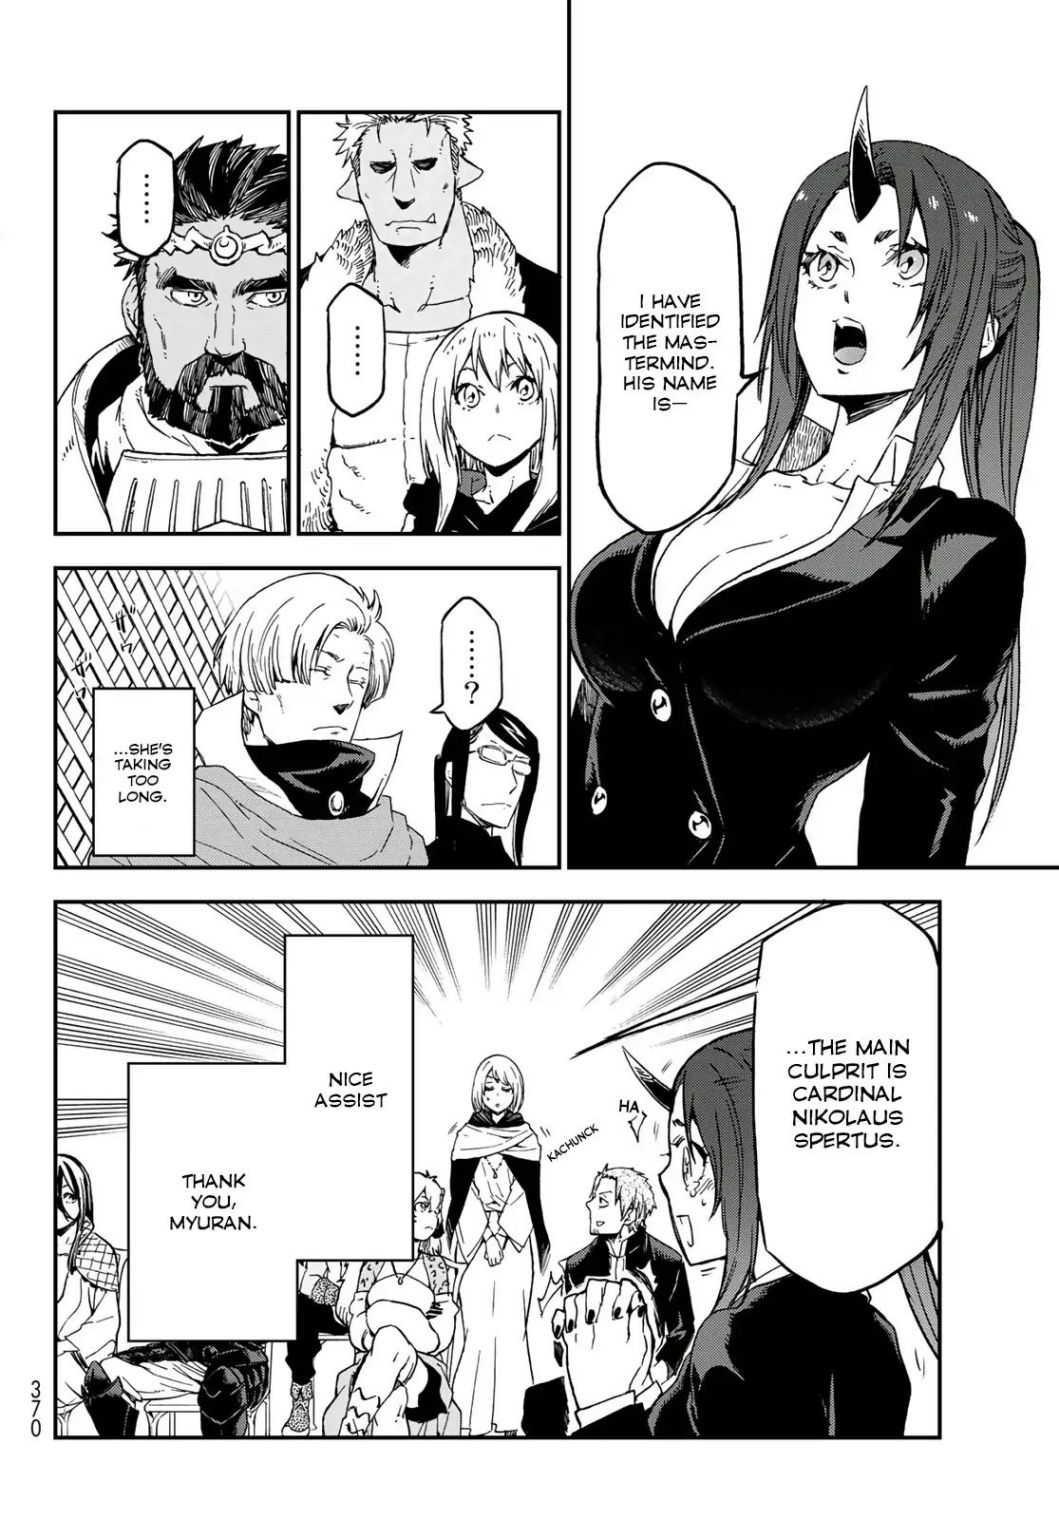 I HAVE
IDENTIFIED
THE MAS-
TERMIND.
HIS NAME
IS—
........
........
........?
...SHE'S
TAKING
TOO
LONG.
...THE MAIN
CULPRIT IS
CARDINAL
NIKOLAUS
SPERTUS.
HA
KACHUNCK
NICE
ASSIST
THANK
YOU,
MYURAN.
370